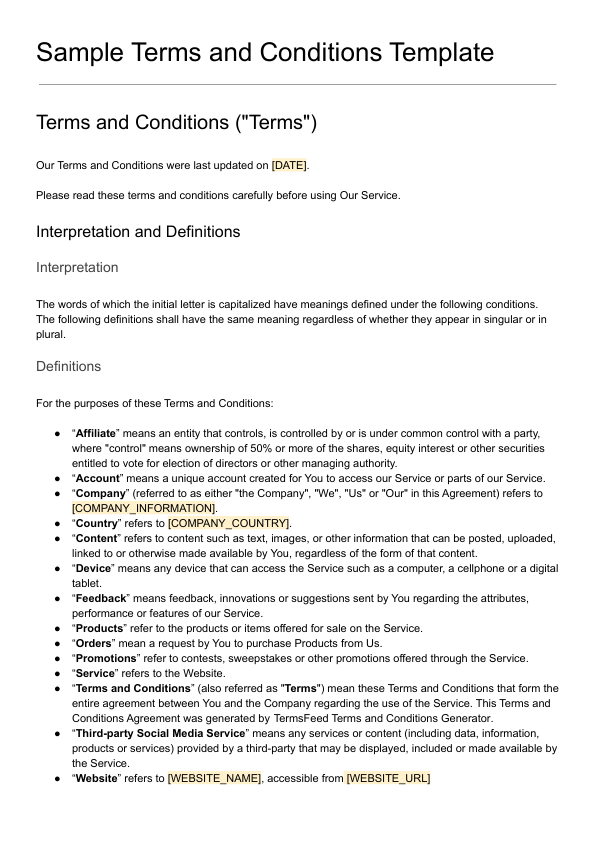 Sample Terms and Conditions Template
Terms and Conditions ("Terms")
Our Terms and Conditions were last updated on [DATE].
Please read these terms and conditions carefully before using Our Service.
Interpretation and Definitions
Interpretation
The words of which the initial letter is capitalized have meanings defined under the following conditions.
The following definitions shall have the same meaning regardless of whether they appear in singular or in
plural.
Definitions
For the purposes of these Terms and Conditions:
● “Affiliate” means an entity that controls, is controlled by or is under common control with a party,
where "control" means ownership of 50% or more of the shares, equity interest or other securities
entitled to vote for election of directors or other managing authority.
● “Account” means a unique account created for You to access our Service or parts of our Service.
● “Company” (referred to as either "the Company", "We", "Us" or "Our" in this Agreement) refers to
[COMPANY_INFORMATION].
● “Country” refers to [COMPANY_COUNTRY].
● “Content” refers to content such as text, images, or other information that can be posted, uploaded,
linked to or otherwise made available by You, regardless of the form of that content.
● “Device” means any device that can access the Service such as a computer, a cellphone or a digital
tablet.
● “Feedback” means feedback, innovations or suggestions sent by You regarding the attributes,
performance or features of our Service.
● “Products” refer to the products or items offered for sale on the Service.
● “Orders” mean a request by You to purchase Products from Us.
● “Promotions” refer to contests, sweepstakes or other promotions offered through the Service.
● “Service” refers to the Website.
● “Terms and Conditions” (also referred as "Terms") mean these Terms and Conditions that form the
entire agreement between You and the Company regarding the use of the Service. This Terms and
Conditions Agreement was generated by TermsFeed Terms and Conditions Generator.
● “Third-party Social Media Service” means any services or content (including data, information,
products or services) provided by a third-party that may be displayed, included or made available by
the Service.
● “Website” refers to [WEBSITE_NAME], accessible from [WEBSITE_URL]